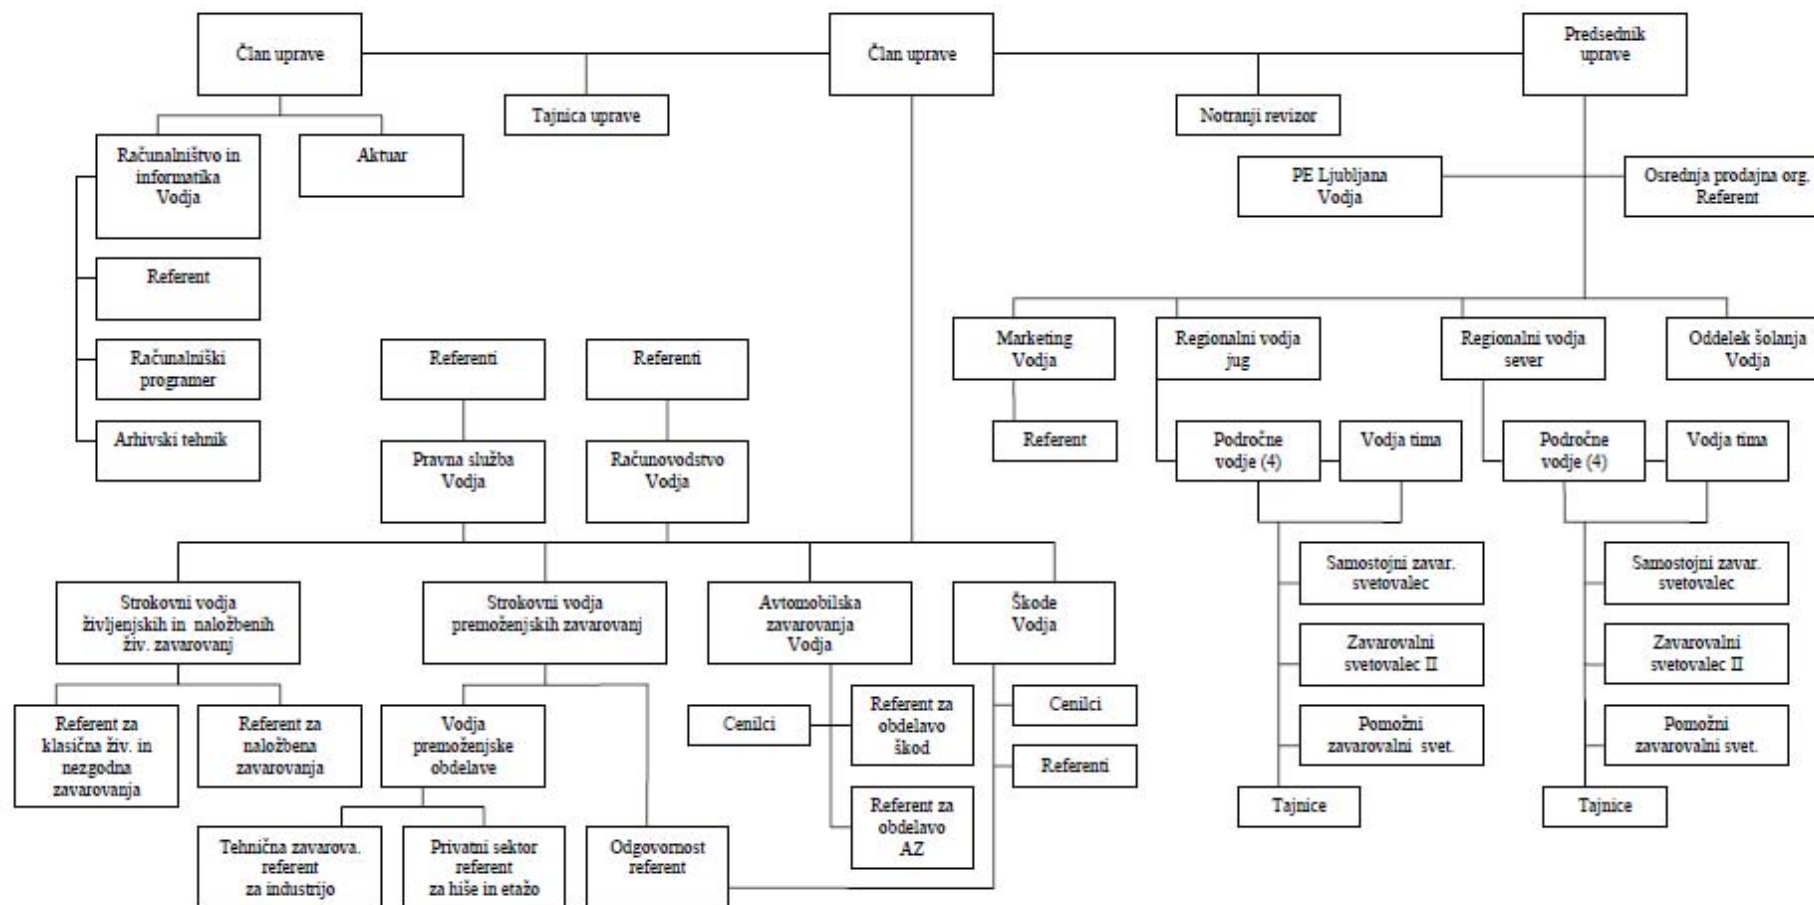 Član uprave
Član uprave
Predsednik
uprave
Tajnica uprave
Notranji revizor
Računalništvo in
informatika
Vodja
Aktuar
PE Ljubljana
Vodja
Osrednja prodajna org.
Referent
Referent
Računalniški
programer
Arhivski tehnik
Referenti
Referenti
Pravna služba
Vodja
Računovodstvo
Vodja
Marketing
Vodja
Regionalni vodja
jug
Regionalni vodja
sever
Oddelek šolanja
Vodja
Referent
Področne
vodje (4)
Vodja tima
Področne
vodje (4)
Vodja tima
Strokovni vodja
življenjskih in naložbenih
živ. zavarovanj
Strokovni vodja
premoženjskih zavarovanj
Avtomobilska
zavarovanja
Vodja
Škode
Vodja
Samostojni zavar.
svetovalec
Zavarovalni
svetovalec II
Pomožni
zavarovalni svet.
Tajnice
Samostojni zavar.
svetovalec
Zavarovalni
svetovalec II
Pomožni
zavarovalni svet.
Tajnice
Referent za
klasična živ. in
nezgodna
zavarovanja
Referent za
naložbena
zavarovanja
Vodja
premoženjske
obdelave
Cenilci
Referent za
obdelavo
škod
Cenilci
Referenti
Referent za
obdelavo
AZ
Tehnična zavarova.
referent
za industrijo
Privatni sektor
referent
za hiše in etažo
Odgovornost
referent